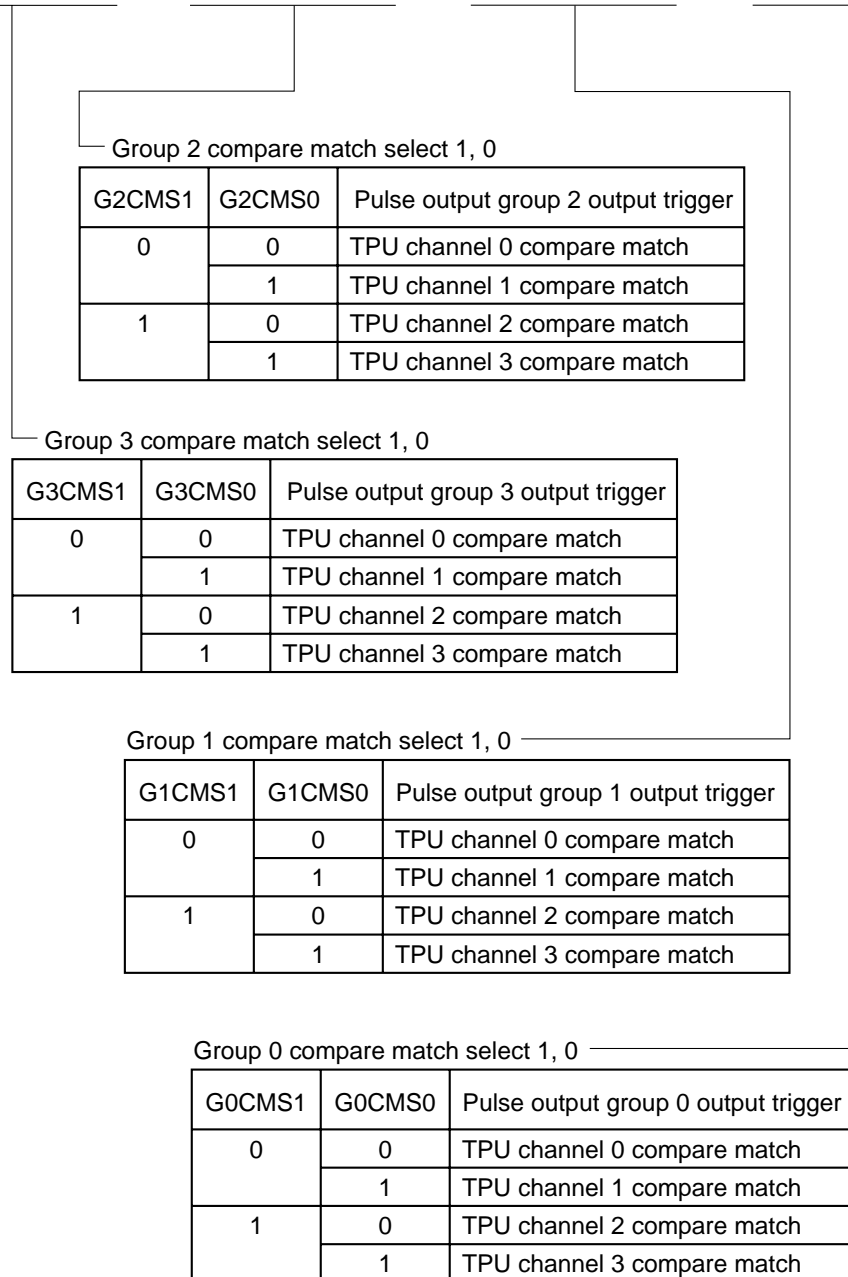 Group 2 compare match select 1, 0
G2CMS1 G2CMS0 Pulse output group 2 output trigger
0 0 TPU channel 0 compare match
1 TPU channel 1 compare match
1 0 TPU channel 2 compare match
1 TPU channel 3 compare match
Group 3 compare match select 1, 0
G3CMS1 G3CMS0 Pulse output group 3 output trigger
0 0 TPU channel 0 compare match
1 TPU channel 1 compare match
1 0 TPU channel 2 compare match
1 TPU channel 3 compare match
Group 1 compare match select 1, 0
G1CMS1 G1CMS0 Pulse output group 1 output trigger
0 0 TPU channel 0 compare match
1 TPU channel 1 compare match
1 0 TPU channel 2 compare match
1 TPU channel 3 compare match
Group 0 compare match select 1, 0
G0CMS1 G0CMS0 Pulse output group 0 output trigger
0 0 TPU channel 0 compare match
1 TPU channel 1 compare match
1 0 TPU channel 2 compare match
1 TPU channel 3 compare match